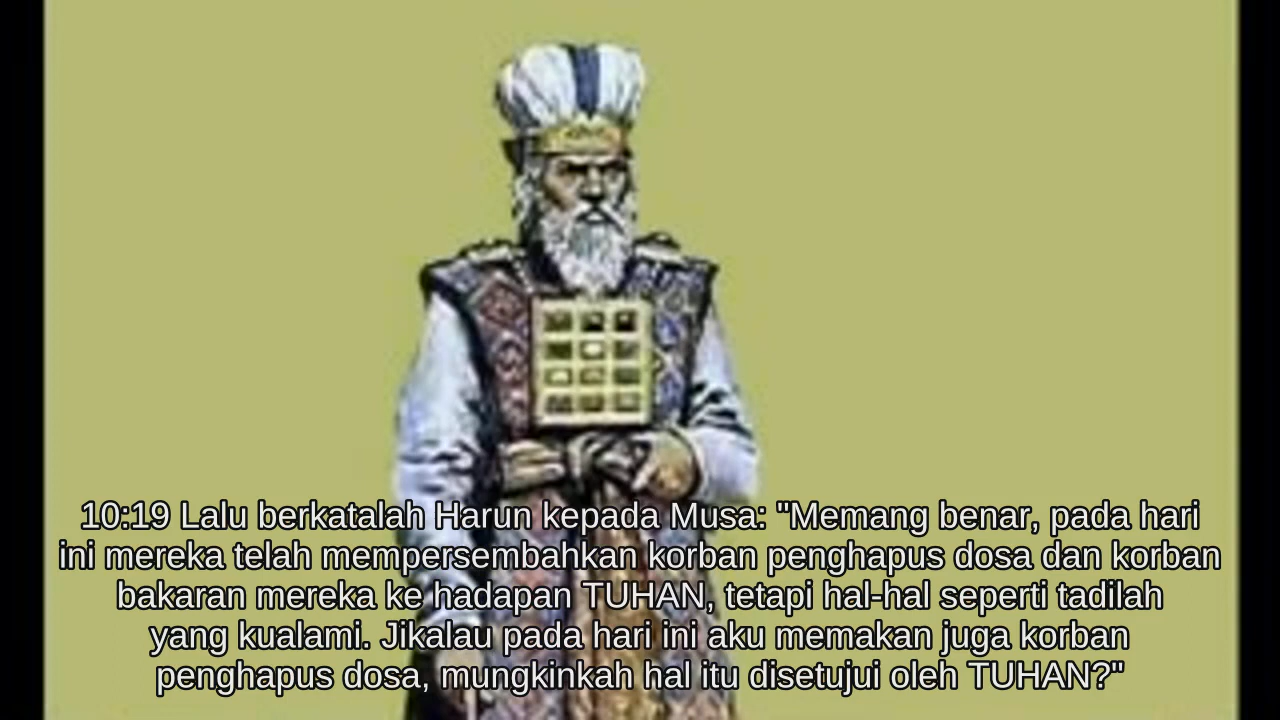 10:19 Lalu berkatalah Harun kepada Musa: "Memang benar, pada hari
ini mereka telah mempersembahkan korban penghapus dosa dan korban
bakaran mereka ke hadapan TUHAN, tetapi hal-hal seperti tadilah
yang kualami. Jikalau pada hari ini aku memakan juga korban
penghapus dosa, mungkinkah hal itu disetujui oleh TUHAN?"